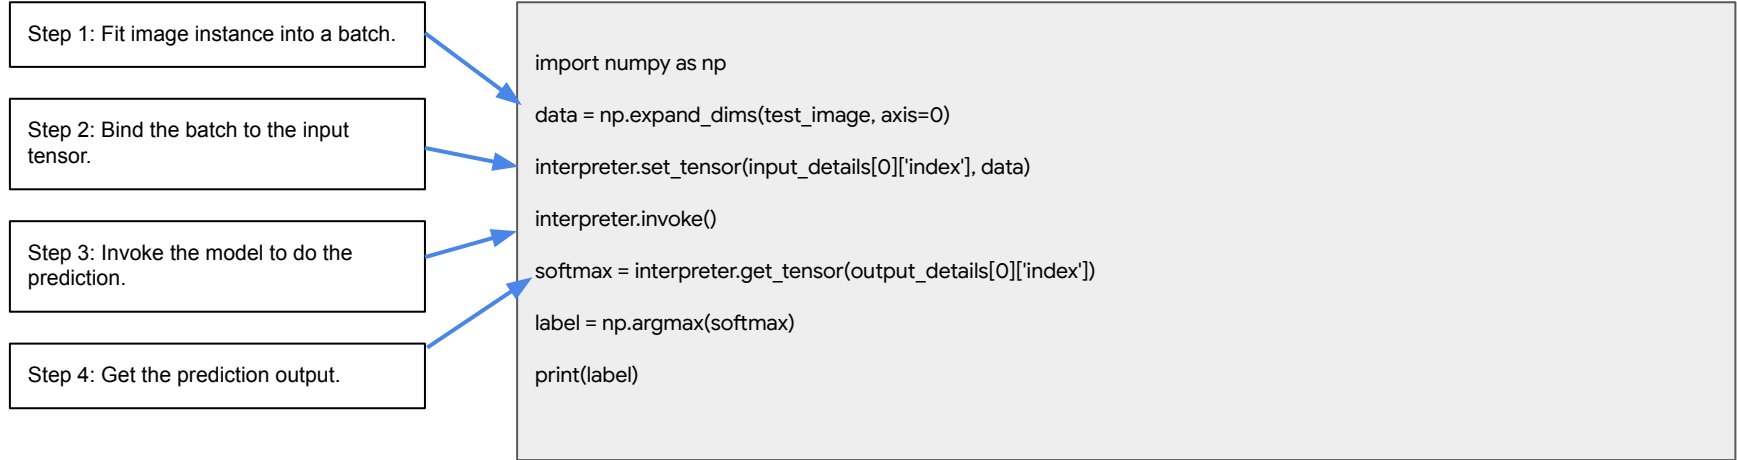 Step 1: Fit image instance into a batch.
Step 2: Bind the batch to the input
tensor.
Step 3: Invoke the model to do the
prediction.
Step 4: Get the prediction output.
import numpy as np
data = np.expand_dims(test_image, axis=0)
interpreter.set_tensor(input_details[0]['index'], data)
interpreter.invoke()
softmax = interpreter.get_tensor(output_details[0]['index'])
label = np.argmax(softmax)
print(label)